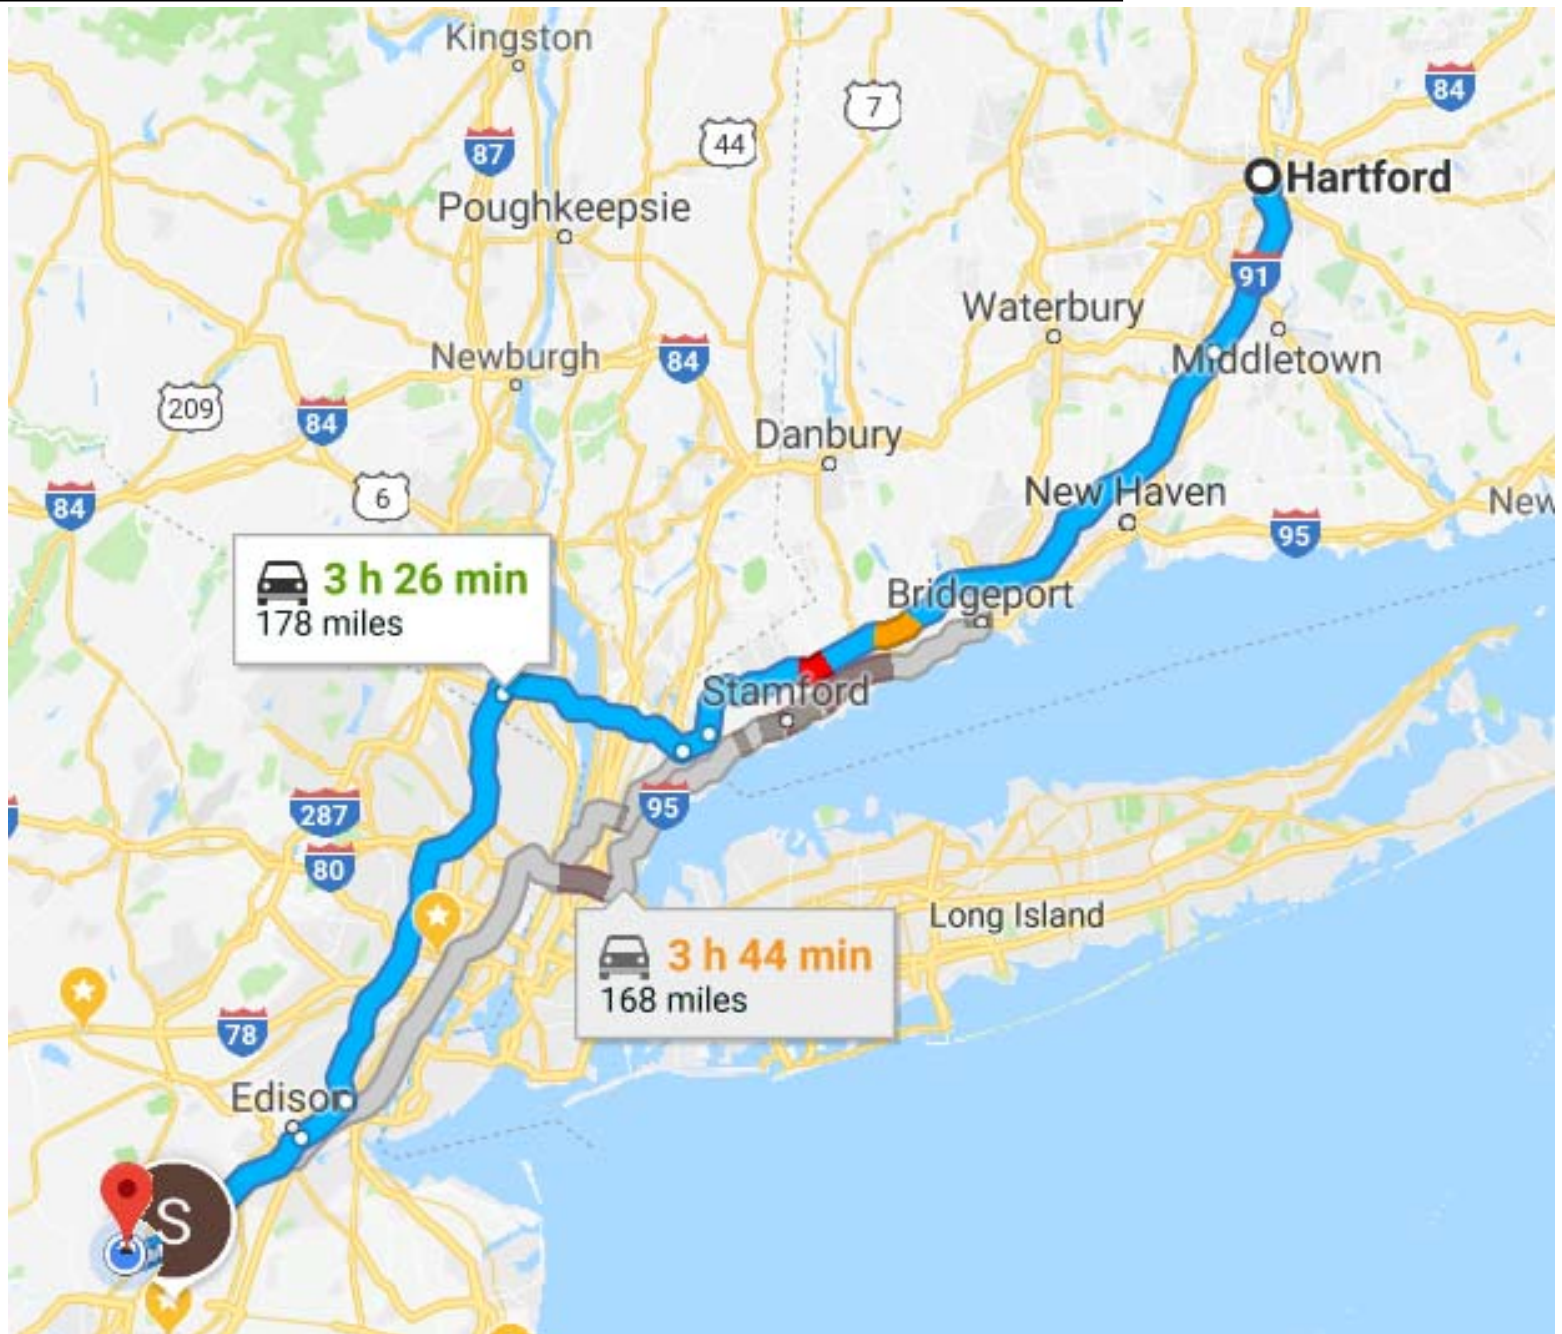 Kingston
7
84
87
44
Hartford
Poughkeepsie
91
Waterbury
Newburgh
84
Middletown
209
84
Danbury
6
New Haven
84
New
95
3 h 26 min
178 miles
Bridgeport
Stamford
287
95
80
Long Island
3 h 44 min
168 miles
78
Edison
S